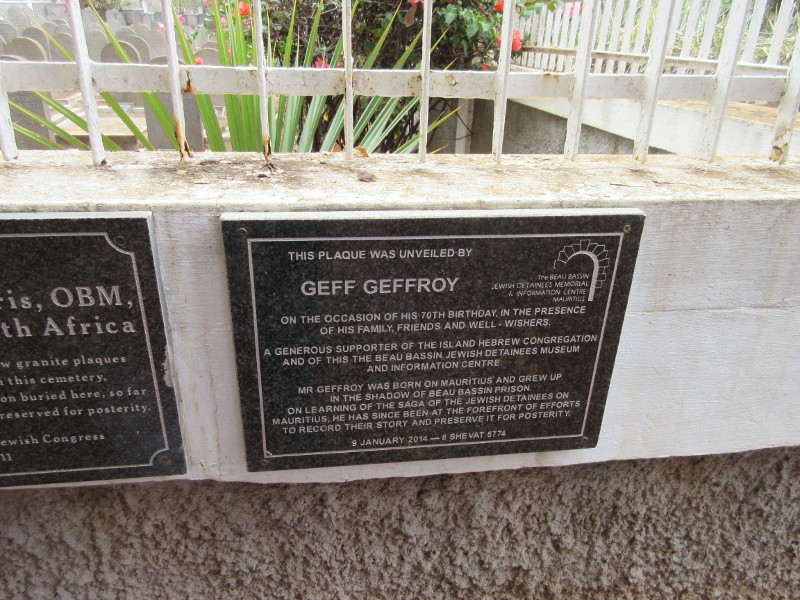 ris, OBM,
th Africa
w granite plaques
n this cemetery,
on buried here, so far
reserved for posterity.
ewish Congress
11
THIS PLAQUE WAS UNVEILED BY
GEFF GEFFROY
The BEAU BASSIN
JEWISH DETAINEES MEMORIAL
& INFORMATION CENTRE
MAURITIUS
ON THE OCCASION OF HIS 70TH BIRTHDAY, IN THE PRESENCE
OF HIS FAMILY, FRIENDS AND WELL - WISHERS.
A GENEROUS SUPPORTER OF THE ISLAND HEBREW CONGREGATION
AND OF THIS THE BEAU BASSIN JEWISH DETAINEES MUSEUM
AND INFORMATION CENTRE.
MR GEFFROY WAS BORN ON MAURITIUS AND GREW UP
IN THE SHADOW OF BEAU BASSIN PRISON.
ON LEARNING OF THE SAGA OF THE JEWISH DETAINEES ON
MAURITIUS, HE HAS SINCE BEEN AT THE FOREFRONT OF EFFORTS
TO RECORD THEIR STORY AND PRESERVE IT FOR POSTERITY.
9 JANUARY 2014 — 8 SHEVAT 5774